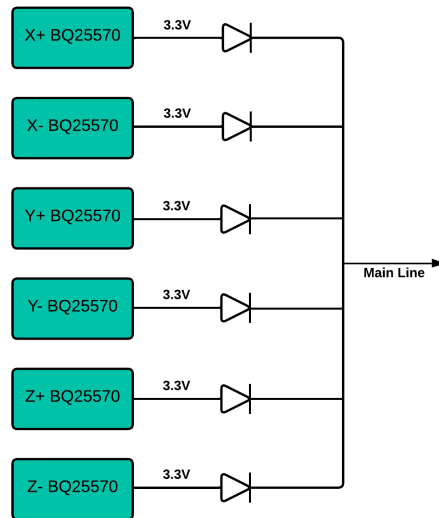 X+ BQ25570
3.3V
X- BQ25570
3.3V
Y+ BQ25570
3.3V
Main Line
Y- BQ25570
3.3V
Z+ BQ25570
3.3V
Z- BQ25570
3.3V